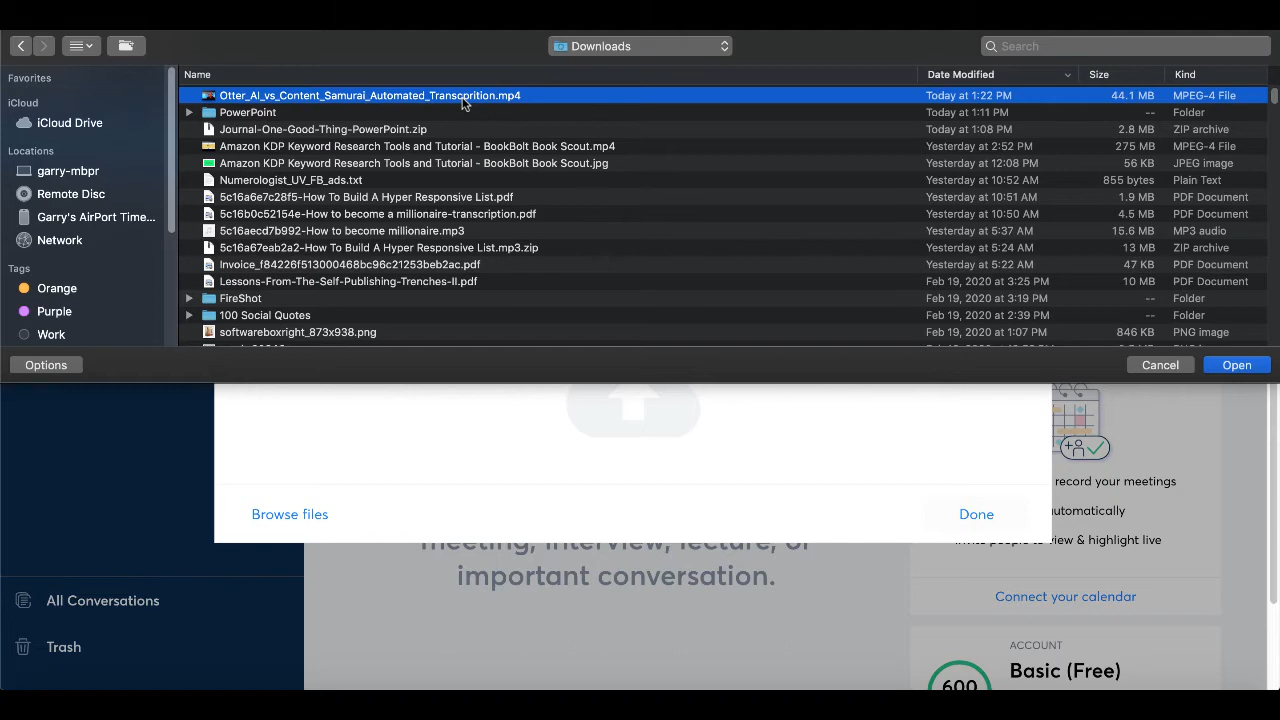 Downloads
Search
Favorites
iCloud
iCloud Drive
Locations
garry-mbpr
Remote Disc
Garry's AirPort Time...
Network
Tags
Orange
Purple
Work
Name Date Modified Size Kind
Otter_AI_vs_Content_Samurai_Automated_Transcprition.mp4 Today at 1:22 PM 44.1 MB MPEG-4 File
PowerPoint Today at 1:11 PM -- Folder
Journal-One-Good-Thing-PowerPoint.zip Today at 1:08 PM 2.8 MB ZIP archive
Amazon KDP Keyword Research Tools and Tutorial - BookBolt Book Scout.mp4 Yesterday at 2:52 PM 275 MB MPEG-4 File
Amazon KDP Keyword Research Tools and Tutorial - BookBolt Book Scout.jpg Yesterday at 12:08 PM 56 KB JPEG image
Numerologist_UV_FB_ads.txt Yesterday at 10:52 AM 855 bytes Plain Text
5c16a6e7c28f5-How To Build A Hyper Responsive List.pdf Yesterday at 10:51 AM 1.9 MB PDF Document
5c16b0c52154e-How to become a millionaire-transcription.pdf Yesterday at 10:50 AM 4.5 MB PDF Document
5c16aecd7b992-How to become millionaire.mp3 Yesterday at 5:37 AM 15.6 MB MP3 audio
5c16a67eab2a2-How To Build A Hyper Responsive List.mp3.zip Yesterday at 5:24 AM 13 MB ZIP archive
Invoice_f84226f513000468bc96c21253beb2ac.pdf Yesterday at 5:22 AM 47 KB PDF Document
Lessons-From-The-Self-Publishing-Trenches-II.pdf Feb 19, 2020 at 3:25 PM 10 MB PDF Document
FireShot Feb 19, 2020 at 3:19 PM -- Folder
100 Social Quotes Feb 19, 2020 at 2:39 PM -- Folder
softwareboxright_873x938.png Feb 19, 2020 at 1:07 PM 846 KB PNG image
Options
Cancel
Open
Browse files
Done
meeting, interview, lecture, or
important conversation.
record your meetings
automatically
Invite people to view & highlight live
Connect your calendar
All Conversations
Trash
ACCOUNT
Basic (Free)
600